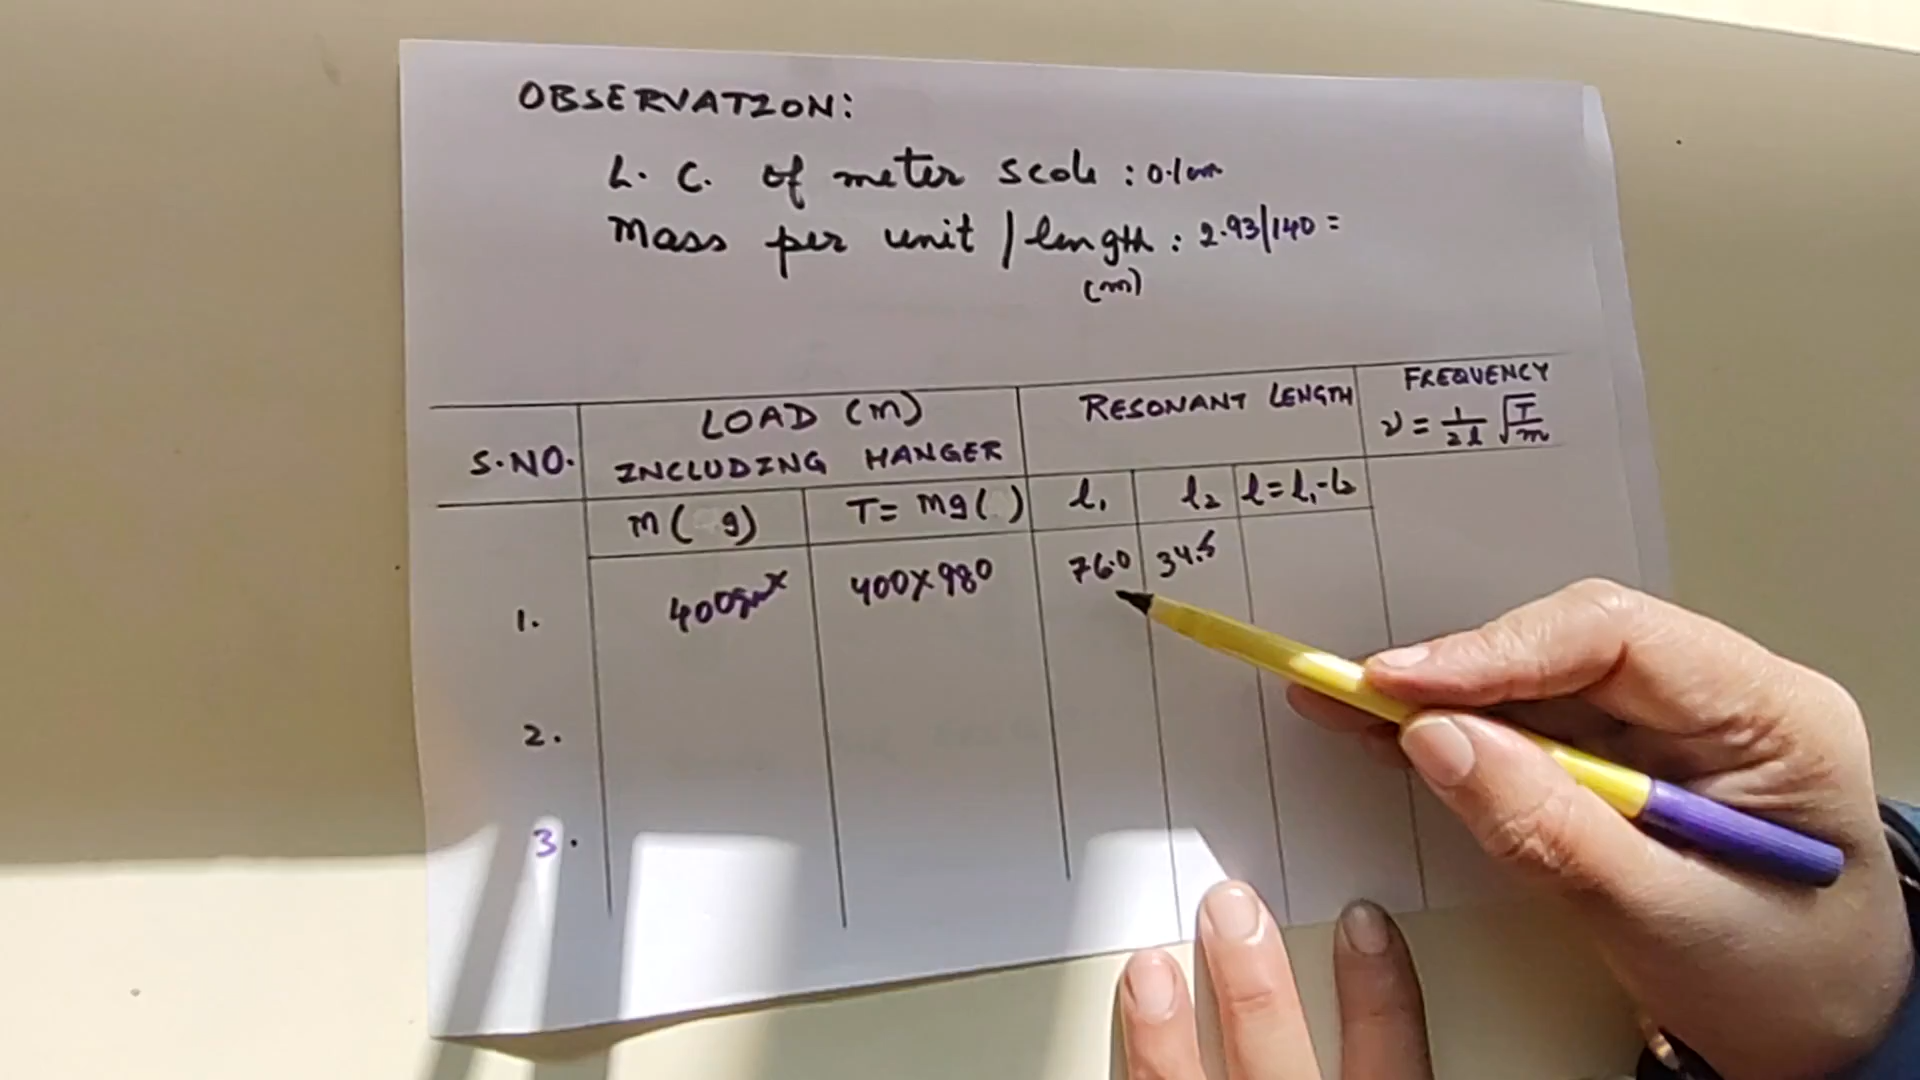 OBSERVATION:
L. C. of meter scale : 0.1cm
Mass per unit / length : 2.93/140 =
(m)
S.NO.
LOAD (M)
INCLUDING HANGER
RESONANT LENGTH
FREQUENCY
ν = 1/2l √T/m
M ( g)
T = Mg ( )
l₁
l₂
l = l₁-l₂
1.
400×980
76.0
34.5
2.
3.